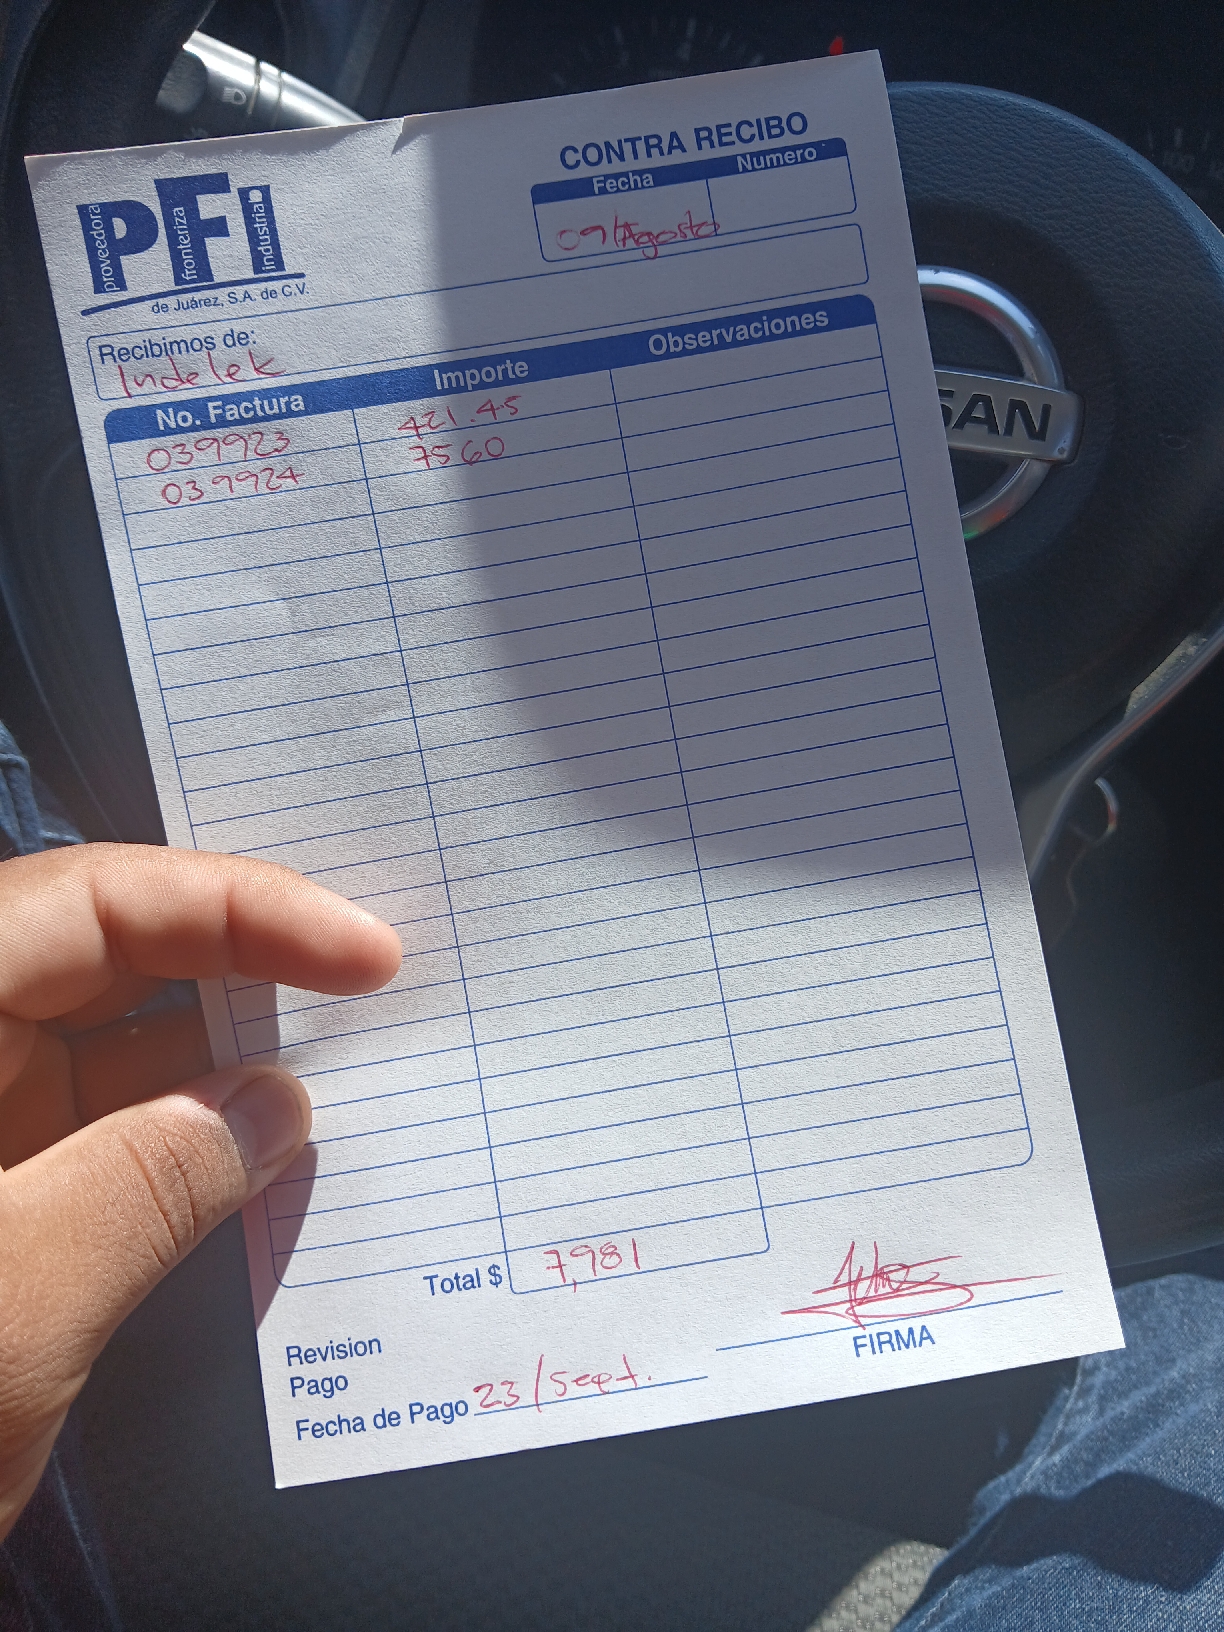 CONTRA RECIBO
Fecha Numero
09/Agosto
PFI
proveedora fronteriza industrial
de Juárez, S.A. de C.V.
Recibimos de:
Indelek
No. Factura Importe Observaciones
039923 421.45
039924 7560
Total $ 7,981
Revision
Pago
Fecha de Pago 23/Sept.
FIRMA
SAN